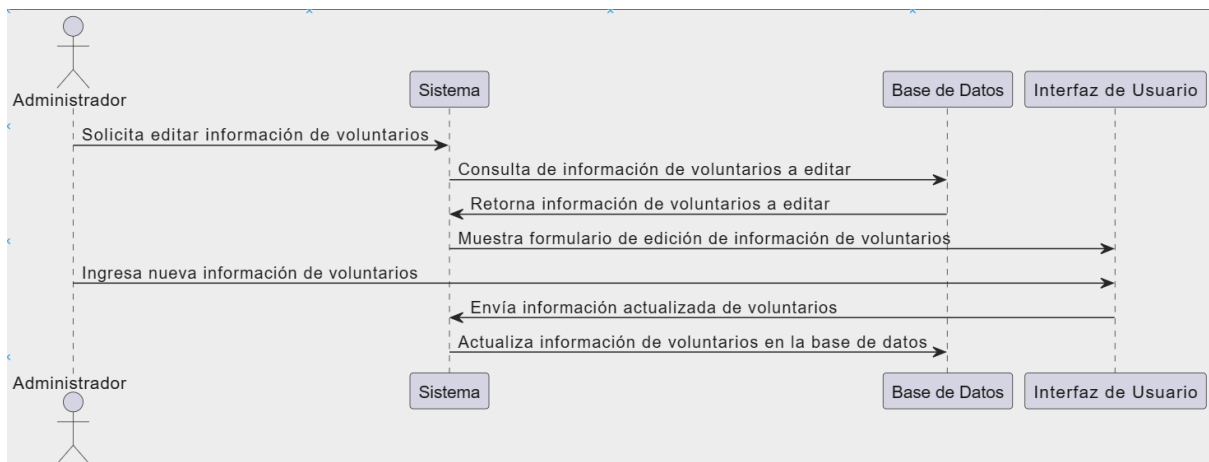 Administrador
Sistema
Base de Datos
Interfaz de Usuario
Solicita editar información de voluntarios
Consulta de información de voluntarios a editar
Retorna información de voluntarios a editar
Muestra formulario de edición de información de voluntarios
Ingresa nueva información de voluntarios
Envía información actualizada de voluntarios
Actualiza información de voluntarios en la base de datos
Administrador
Sistema
Base de Datos
Interfaz de Usuario